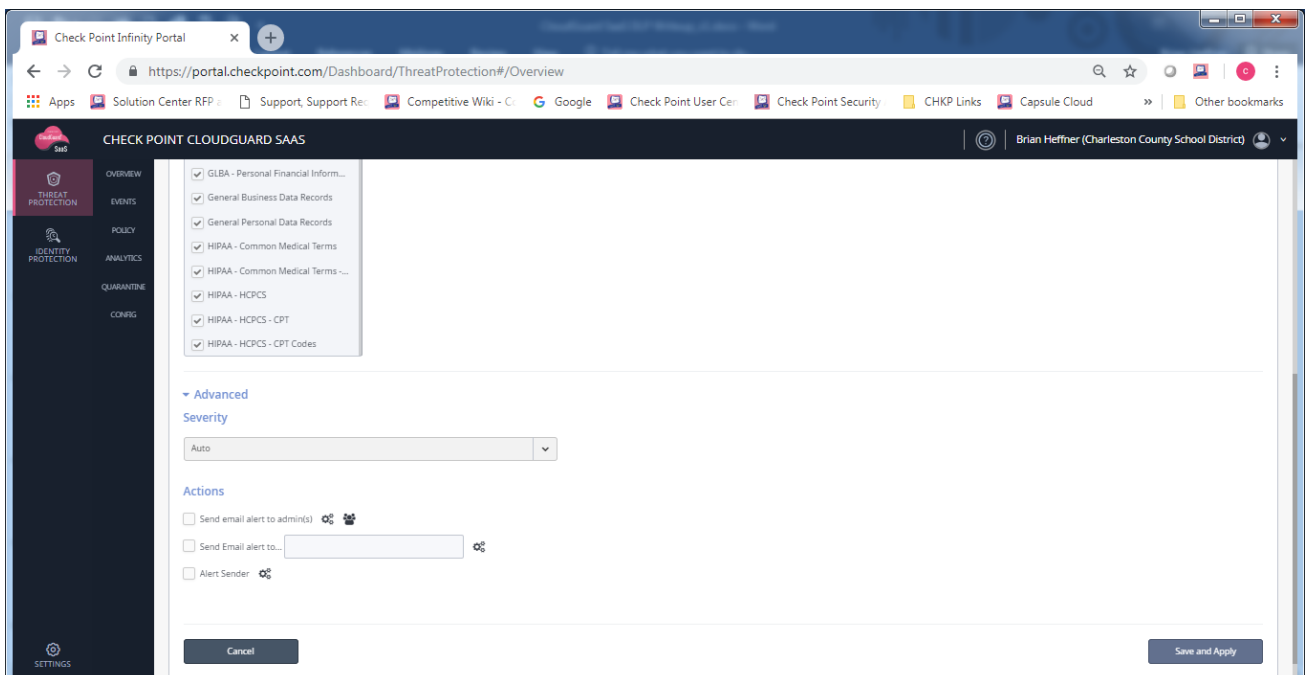 Check Point Infinity Portal
https://portal.checkpoint.com/Dashboard/ThreatProtection#/Overview
C
Apps Solution Center RFP Support, Support Rec Competitive Wiki - Google Check Point User Cen Check Point Security CHKP Links Capsule Cloud » Other bookmarks
CloudGuard SaaS
CHECK POINT CLOUDGUARD SAAS
Brian Heffner (Charleston County School District)
THREAT PROTECTION
IDENTITY PROTECTION
SETTINGS
OVERVIEW
EVENTS
POLICY
ANALYTICS
QUARANTINE
CONFIG
GLBA - Personal Financial Inform...
General Business Data Records
General Personal Data Records
HIPAA - Common Medical Terms
HIPAA - Common Medical Terms -...
HIPAA - HCPCS
HIPAA - HCPCS - CPT
HIPAA - HCPCS - CPT Codes
Advanced
Severity
Auto
Actions
Send email alert to admin(s)
Send Email alert to...
Alert Sender
Cancel
Save and Apply